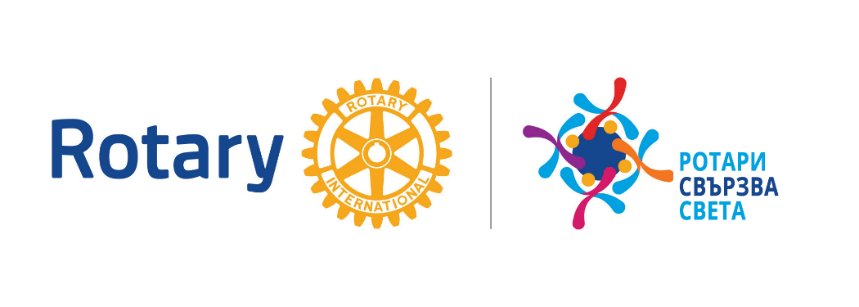 Rotary
ROTARY
INTERNATIONAL
РОТАРИ
СВЪРЗВА
СВЕТА